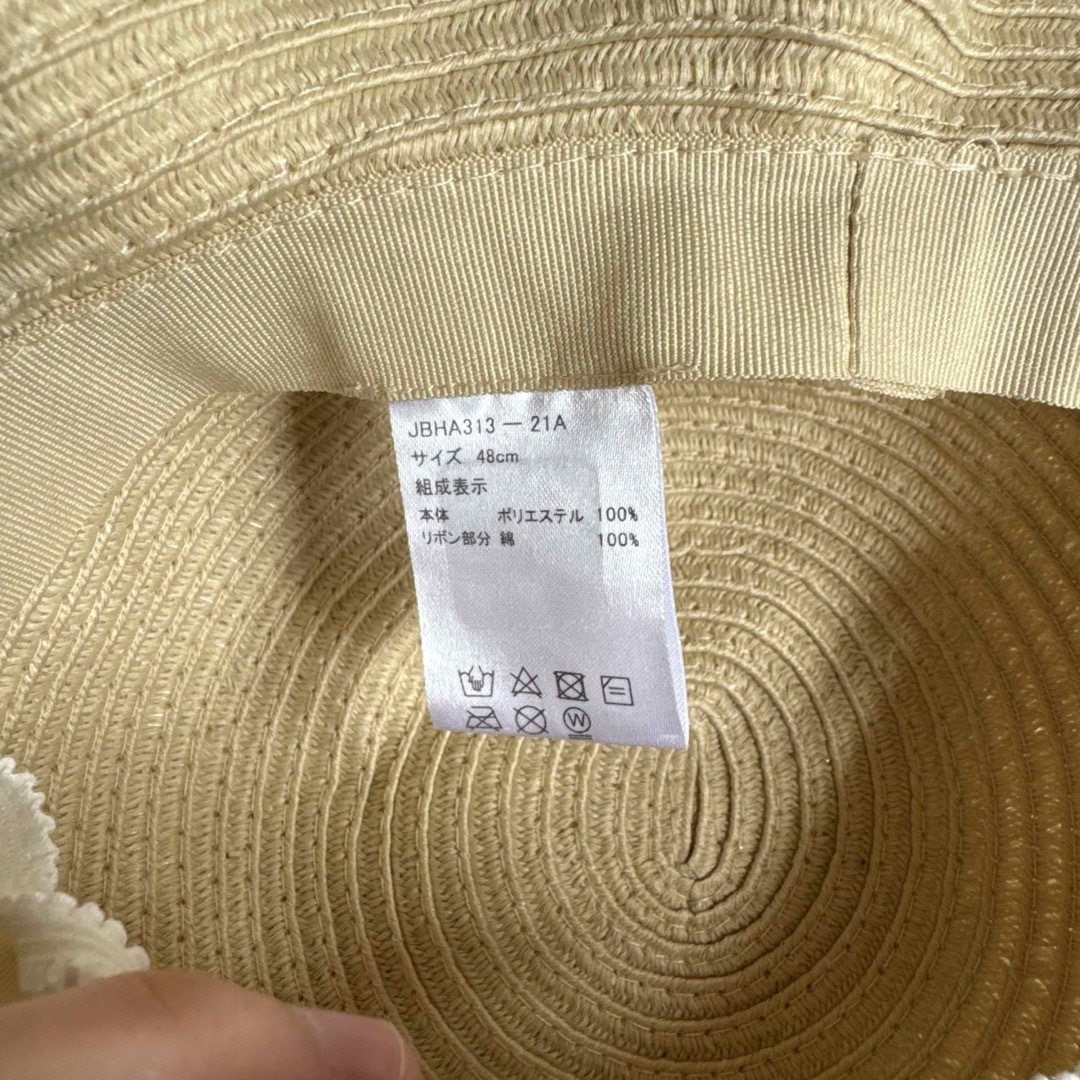 JBHA313 — 21A
サイズ 48cm
組成表示
本体 ポリエステル 100%
リボン部分 綿 100%
W